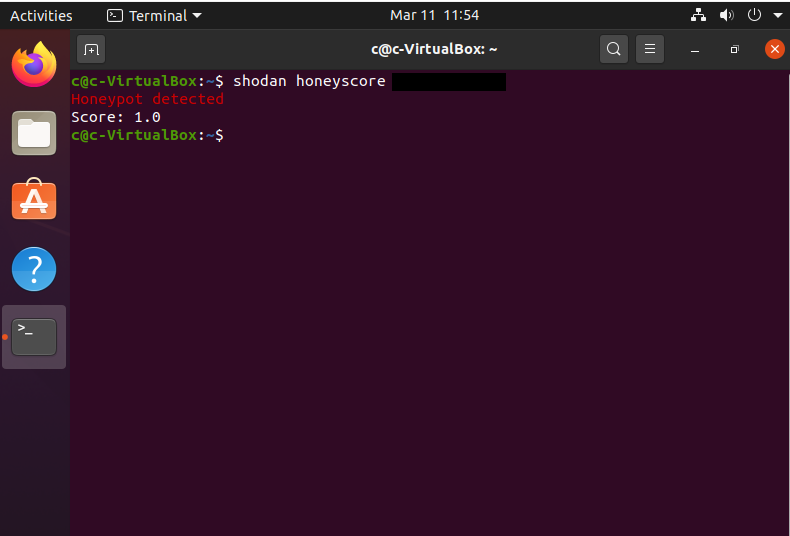 Activities Terminal Mar 11 11:54
c@c-VirtualBox: ~
c@c-VirtualBox:~$ shodan honeyscore
Honeypot detected
Score: 1.0
c@c-VirtualBox:~$
?
>_